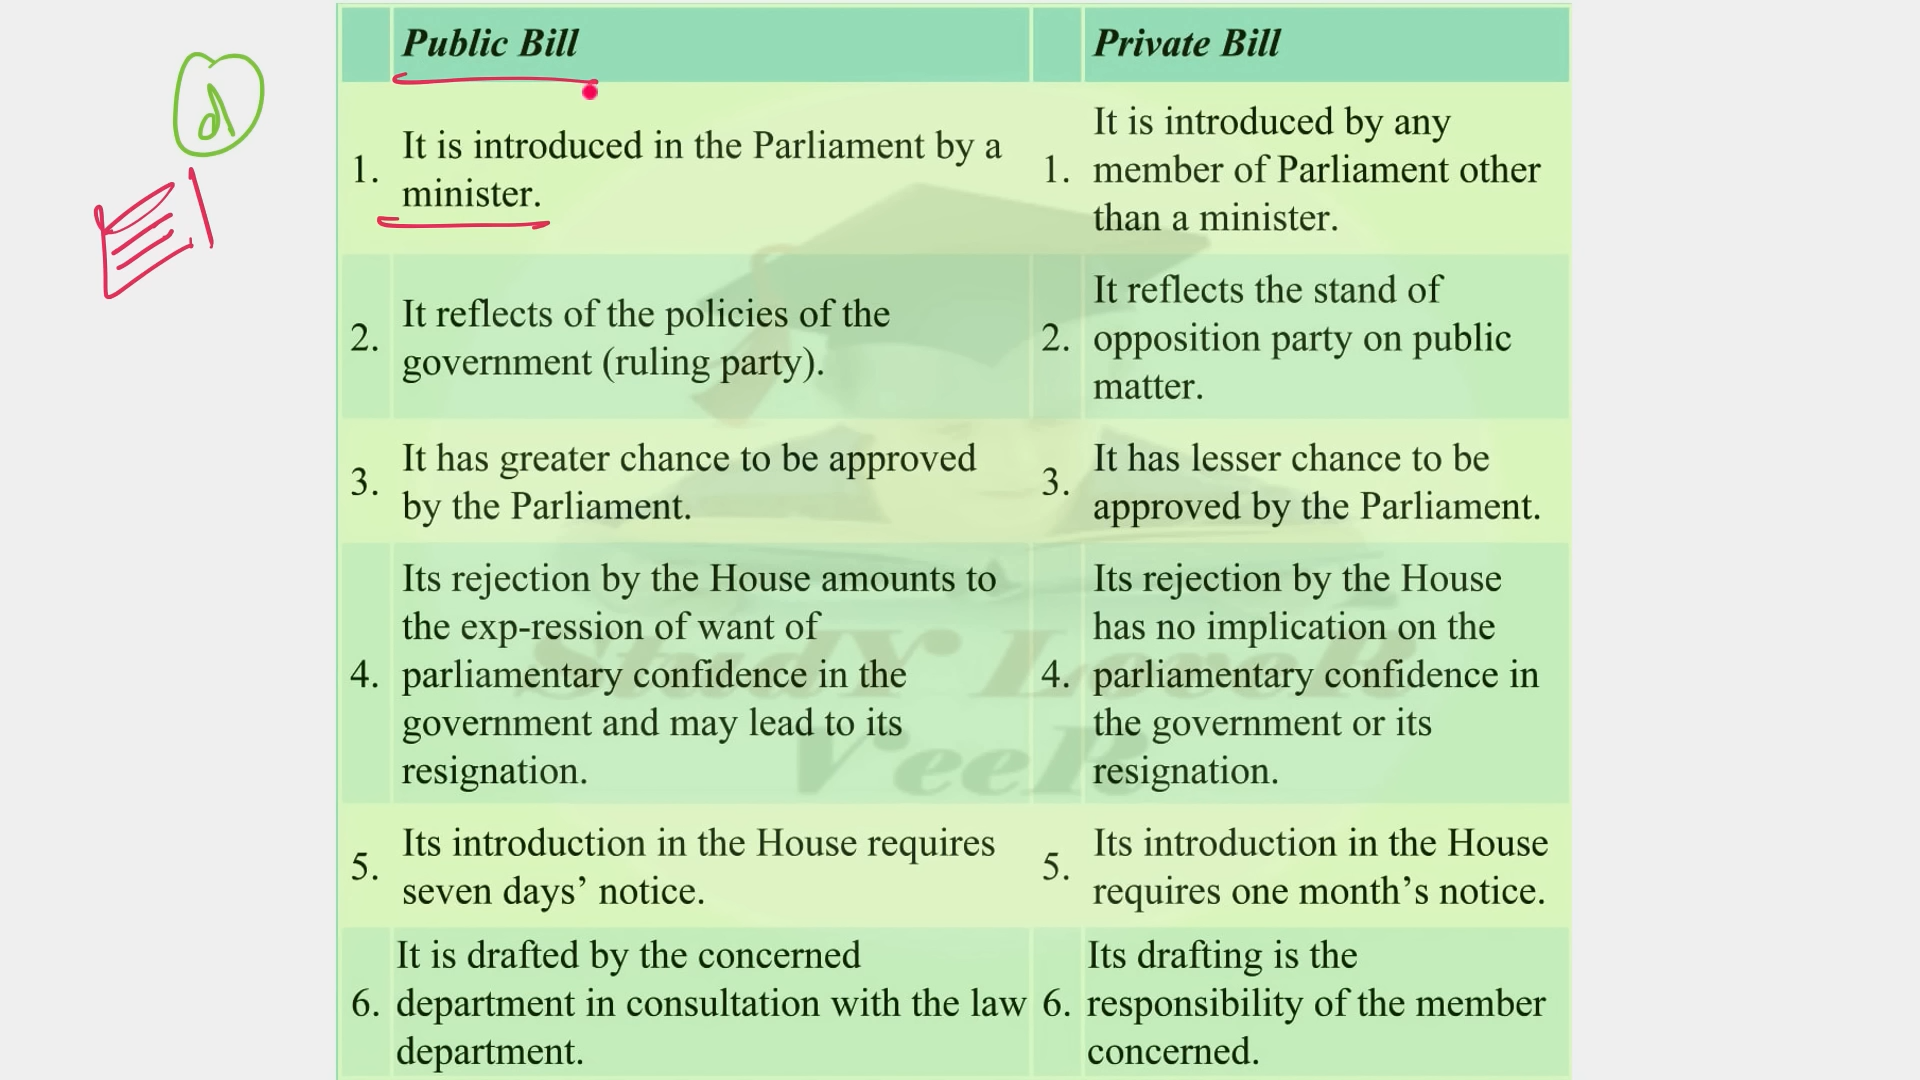 Public Bill
Private Bill
1. It is introduced in the Parliament by a
minister.
1. It is introduced by any
member of Parliament other
than a minister.
2. It reflects of the policies of the
government (ruling party).
2. It reflects the stand of
opposition party on public
matter.
3. It has greater chance to be approved
by the Parliament.
3. It has lesser chance to be
approved by the Parliament.
4. Its rejection by the House amounts to
the exp-ression of want of
parliamentary confidence in the
government and may lead to its
resignation.
4. Its rejection by the House
has no implication on the
parliamentary confidence in
the government or its
resignation.
5. Its introduction in the House requires
seven days’ notice.
5. Its introduction in the House
requires one month’s notice.
6. It is drafted by the concerned
department in consultation with the law
department.
6. Its drafting is the
responsibility of the member
concerned.
d
StudY LoveR
VeeR